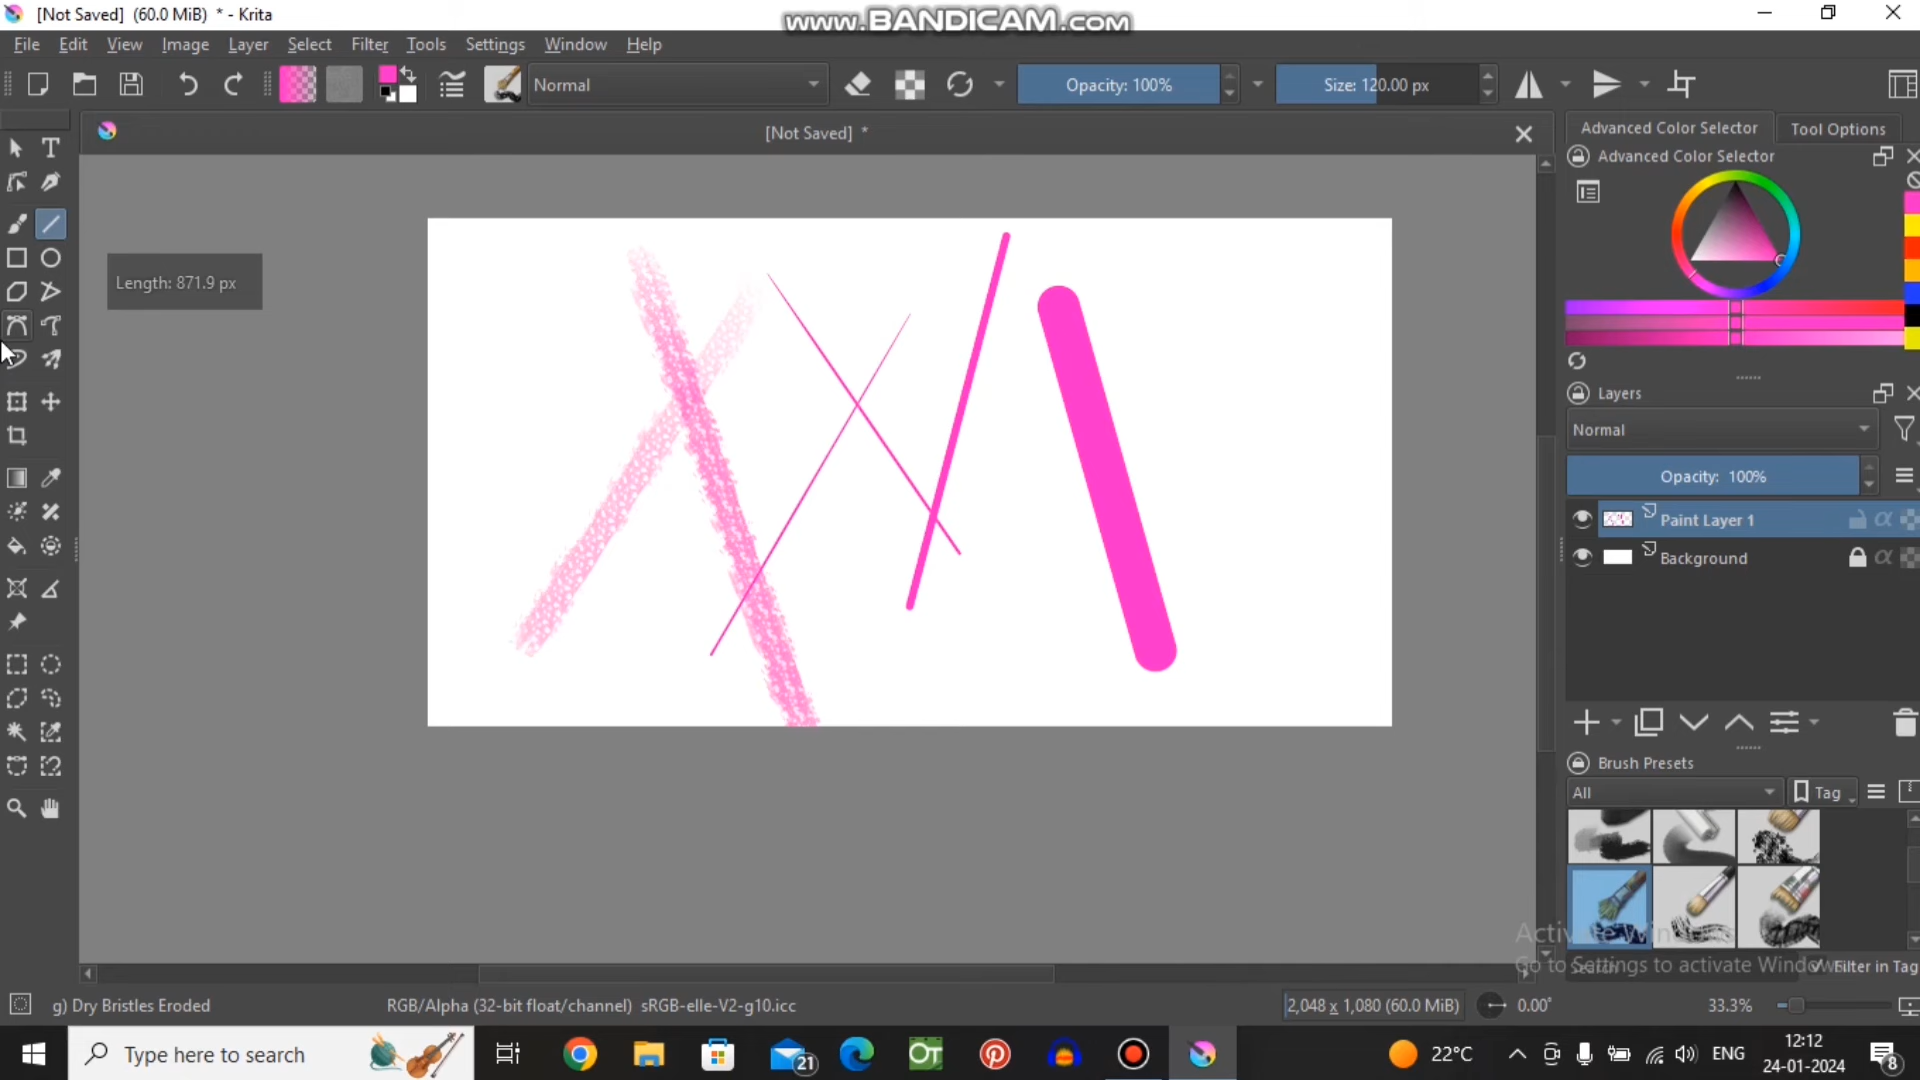 [Not Saved] (60.0 MiB) * - Krita
www.BANDICAM.com
File Edit View Image Layer Select Filter Tools Settings Window Help
Normal
Opacity: 100%
Size: 120.00 px
[Not Saved] *
Advanced Color Selector
Tool Options
Advanced Color Selector
Length: 871.9 px
Layers
Normal
Opacity: 100%
Paint Layer 1
Background
Brush Presets
All
Tag
Go to Settings to activate Windows
Filter in Tag
g) Dry Bristles Eroded
RGB/Alpha (32-bit float/channel) sRGB-elle-V2-g10.icc
2,048 x 1,080 (60.0 MiB)
0.00°
33.3%
Type here to search
21
22°C
ENG
12:12
24-01-2024
8